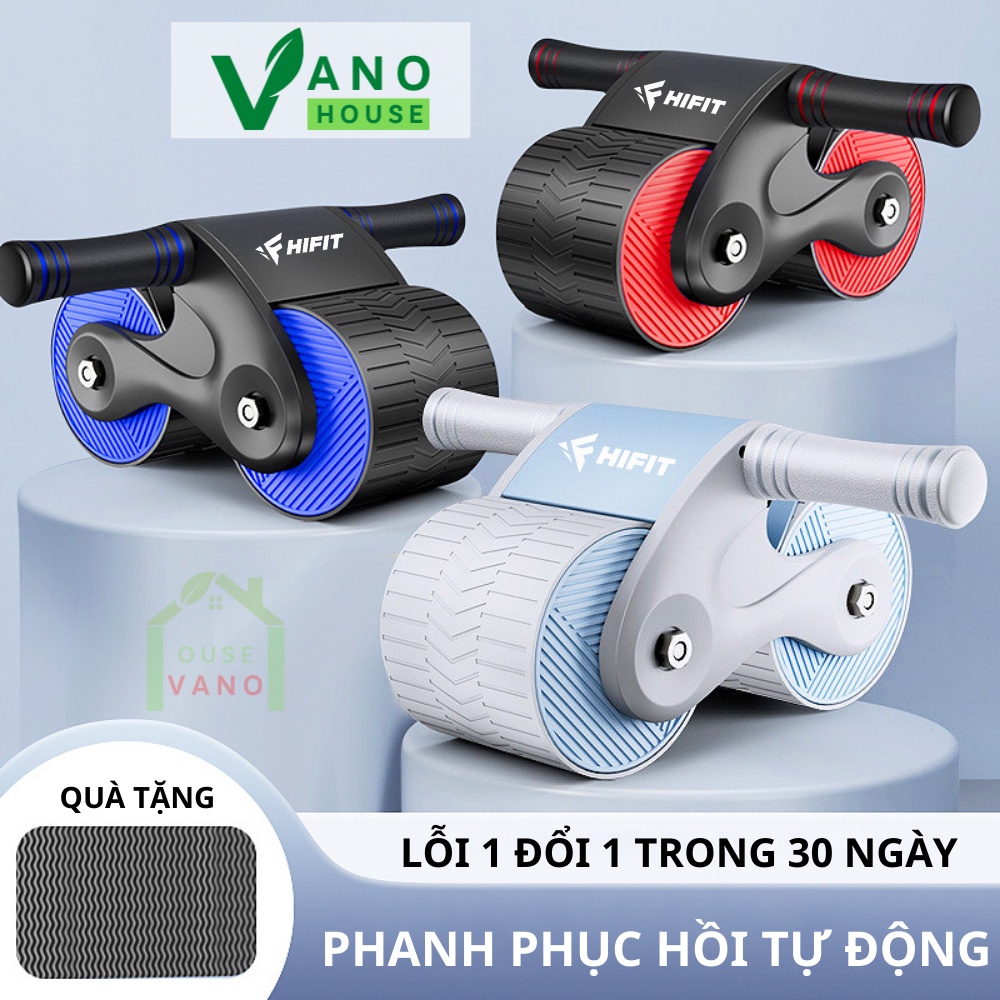 VANO
HOUSE
HIFIT
HIFIT
HIFIT
OUSE
VANO
QUÀ TẶNG
LỖI 1 ĐỔI 1 TRONG 30 NGÀY
PHANH PHỤC HỒI TỰ ĐỘNG